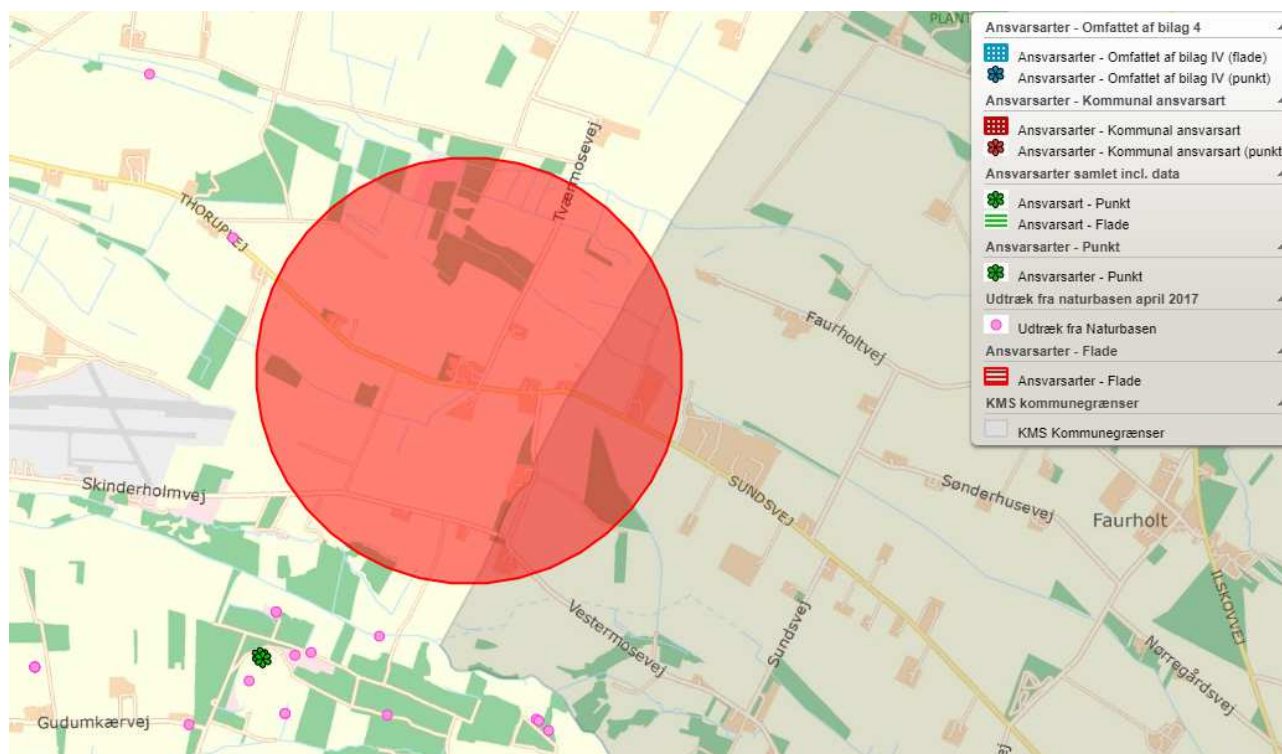 PLANT
Tværmosevej
THORUPVEJ
Faurholtvej
Skinderholmvej
SUNDSVEJ
Sønderhusevej
Faurholt
ILSKOVVEJ
Vestermosevej
Sundsvej
Nørregårdsvej
Gudumkærvej
Ansvarsarter - Omfattet af bilag 4
Ansvarsarter - Omfattet af bilag IV (flade)
Ansvarsarter - Omfattet af bilag IV (punkt)
Ansvarsarter - Kommunal ansvarsart
Ansvarsarter - Kommunal ansvarsart
Ansvarsarter - Kommunal ansvarsart (punkt
Ansvarsarter samlet incl. data
Ansvarsart - Punkt
Ansvarsart - Flade
Ansvarsarter - Punkt
Ansvarsarter - Punkt
Udtræk fra naturbasen april 2017
Udtræk fra Naturbasen
Ansvarsarter - Flade
Ansvarsarter - Flade
KMS kommunegrænser
KMS Kommunegrænser